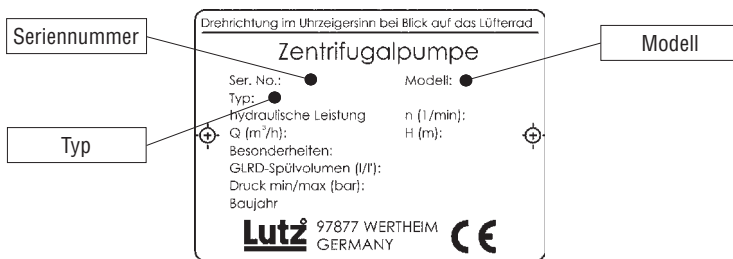 Drehrichtung im Uhrzeigersinn bei Blick auf das Lüfterrad
Seriennummer
Zentrifugalpumpe
Modell
Ser. No.: Modell:
Typ:
Typ
hydraulische Leistung n (1/min):
Q (m³/h): H (m):
Besonderheiten:
GLRD-Spülvolumen (l/l'):
Druck min/max (bar):
Baujahr
Lutz 97877 WERTHEIM
GERMANY CE